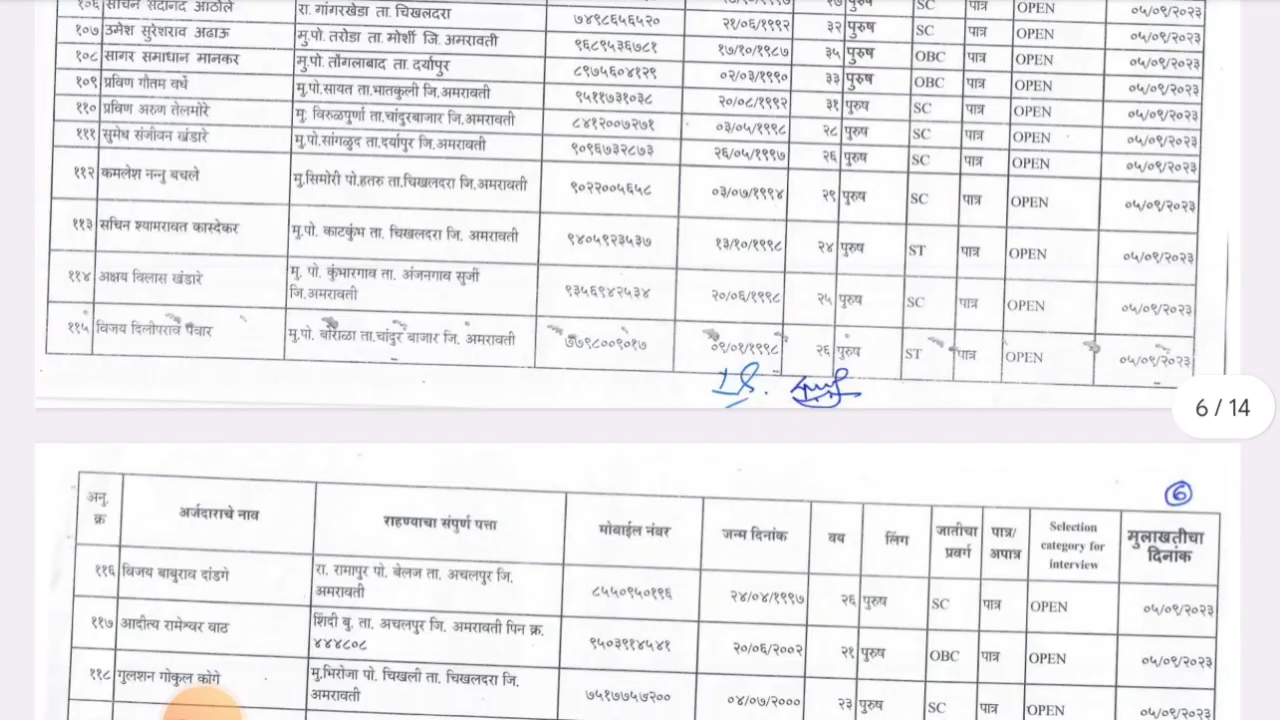 १०६ सचिन सदानंद आठोले रा. गांगरखेडा ता. चिखलदरा ७४९८६५६५२० २१/०६/१९९२ ३२ पुरुष SC पात्र OPEN ०५/०९/२०२३
१०७ उमेश सुरेशराव अढाऊ मु.पो. तरोडा ता. मोर्शी जि. अमरावती ९६८९५३६७८१ १७/१०/१९८७ ३५ पुरुष SC पात्र OPEN ०५/०९/२०२३
१०८ सागर समाधान मानकर मु.पो. तोंगलाबाद ता. दर्यापुर ८९७५६०४१२९ ०२/०३/१९९० ३३ पुरुष OBC पात्र OPEN ०५/०९/२०२३
१०९ प्रविण गौतम वर्धे मु.पो.सायत ता.भातकुली जि.अमरावती ९५११७३१०३८ २०/०८/१९९२ ३१ पुरुष OBC पात्र OPEN ०५/०९/२०२३
११० प्रविण अरुण तेलमोरे मु. विरुळपुर्णा ता.चांदुरबाजार जि.अमरावती ८४१२००७२७१ ०३/०५/१९९८ २८ पुरुष SC पात्र OPEN ०५/०९/२०२३
१११ सुमेध संजीवन खंडारे मु.पो.सांगळुद ता.दर्यापुर जि.अमरावती ९०९६७३२८७३ २६/०५/१९९७ २६ पुरुष SC पात्र OPEN ०५/०९/२०२३
११२ कमलेश नन्नु बचले मु.सिमोरी पो.हतरु ता.चिखलदरा जि.अमरावती ९०२२००५६५८ ०३/०७/१९९४ २९ पुरुष SC पात्र OPEN ०५/०९/२०२३
११३ सचिन श्यामरावत कास्देकर मु.पो. काटकुंभ ता. चिखलदरा जि. अमरावती ९४०५९२३५३७ १३/१०/१९९८ २४ पुरुष ST पात्र OPEN ०५/०९/२०२३
११४ अक्षय विलास खंडारे मु. पो. कुंभारगाव ता. अंजनगाव सुर्जी
जि.अमरावती ९३५६९४२५३४ २०/०६/१९९८ २५ पुरुष SC पात्र OPEN ०५/०९/२०२३
११५ विजय दिलीपराव पवार मु.पो. बोराळा ता.चांदुर बाजार जि. अमरावती ७७९८००९०१७ ०९/०१/१९९८ २६ पुरुष ST पात्र OPEN ०५/०९/२०२३
6 / 14
६
अनु.
क्र अर्जदाराचे नाव राहण्याचा संपुर्ण पत्ता मोबाईल नंबर जन्म दिनांक वय लिंग जातीचा
प्रवर्ग पात्र/
अपात्र Selection
category for
interview मुलाखतीचा
दिनांक
११६ विजय बाबुराव दांडगे रा. रामापुर पो. बेलज ता. अचलपुर जि.
अमरावती ८५५०९५०१९६ २४/०४/१९९७ २६ पुरुष SC पात्र OPEN ०५/०९/२०२३
११७ आदीत्य रामेश्वर वाठ शिंदी बु. ता. अचलपुर जि. अमरावती पिन क्र.
४४४८०८ ९५०३९१४५४१ २०/०६/२००२ २१ पुरुष OBC पात्र OPEN ०५/०९/२०२३
११८ गुलशन गोकुल कोगे मु.भिरोजा पो. चिखली ता. चिखलदरा जि.
अमरावती ७५१७७५७२०० ०४/०७/२००० २३ पुरुष SC पात्र OPEN ०५/०९/२०२३